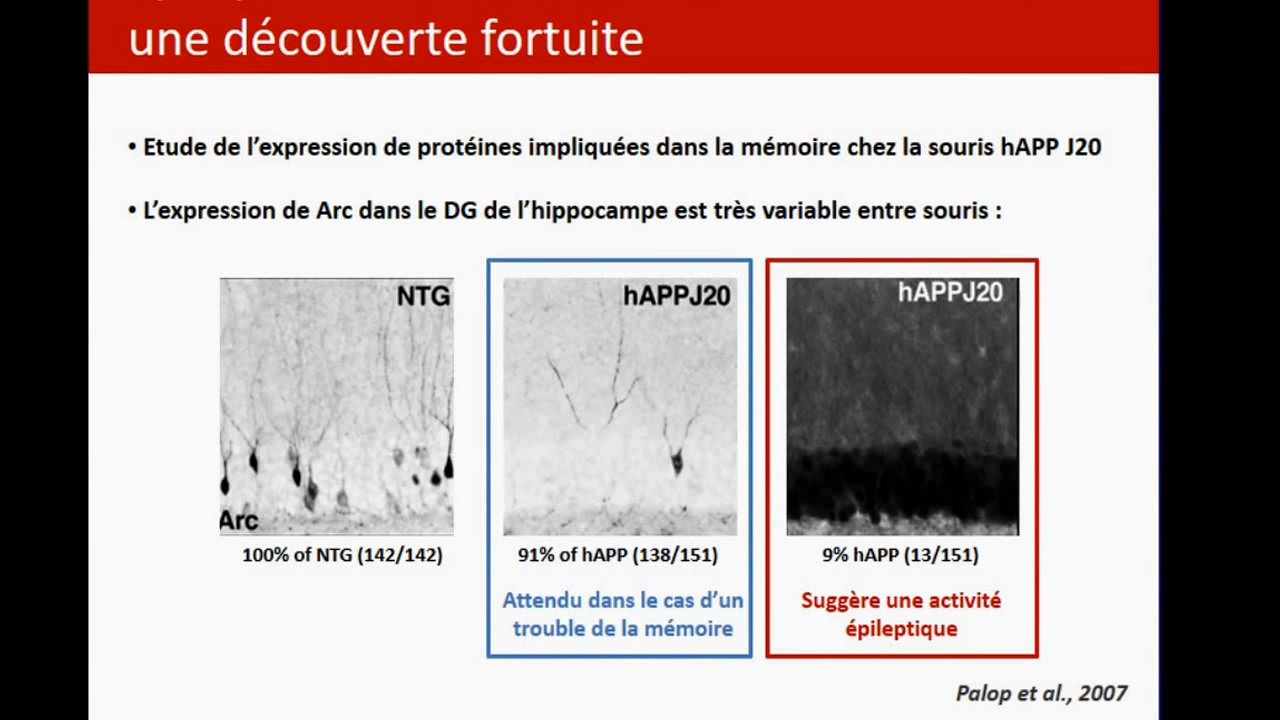 une découverte fortuite
• Etude de l’expression de protéines impliquées dans la mémoire chez la souris hAPP J20
• L’expression de Arc dans le DG de l’hippocampe est très variable entre souris :
NTG
Arc
100% of NTG (142/142)
hAPPJ20
91% of hAPP (138/151)
Attendu dans le cas d’un
trouble de la mémoire
hAPPJ20
9% hAPP (13/151)
Suggère une activité
épileptique
Palop et al., 2007